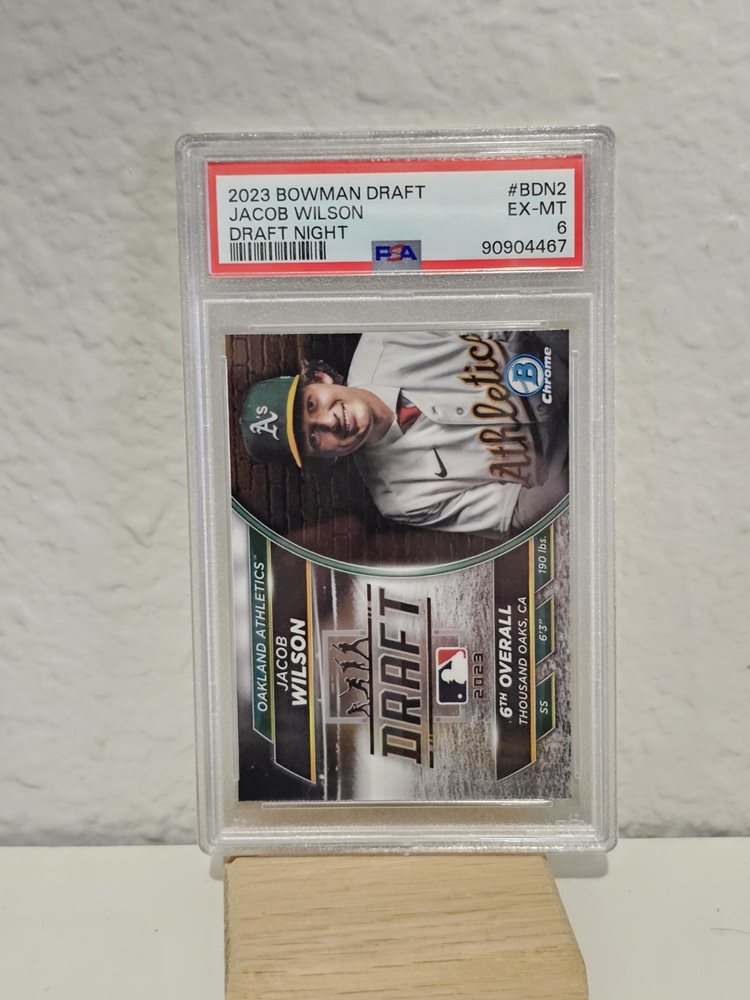 2023 BOWMAN DRAFT #BDN2
JACOB WILSON EX-MT
DRAFT NIGHT 6
PSA 90904467
A's
Athletics
B
Chrome
OAKLAND ATHLETICS™
JACOB
WILSON
DRAFT
2023
6TH OVERALL
THOUSAND OAKS, CA
SS 6'3" 190 lbs.